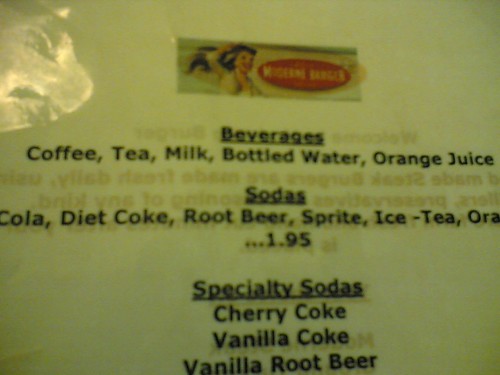 MODERNE BURGER
Beverages
Coffee, Tea, Milk, Bottled Water, Orange Juice
Sodas
Cola, Diet Coke, Root Beer, Sprite, Ice -Tea, Ora
...1.95
Specialty Sodas
Cherry Coke
Vanilla Coke
Vanilla Root Beer